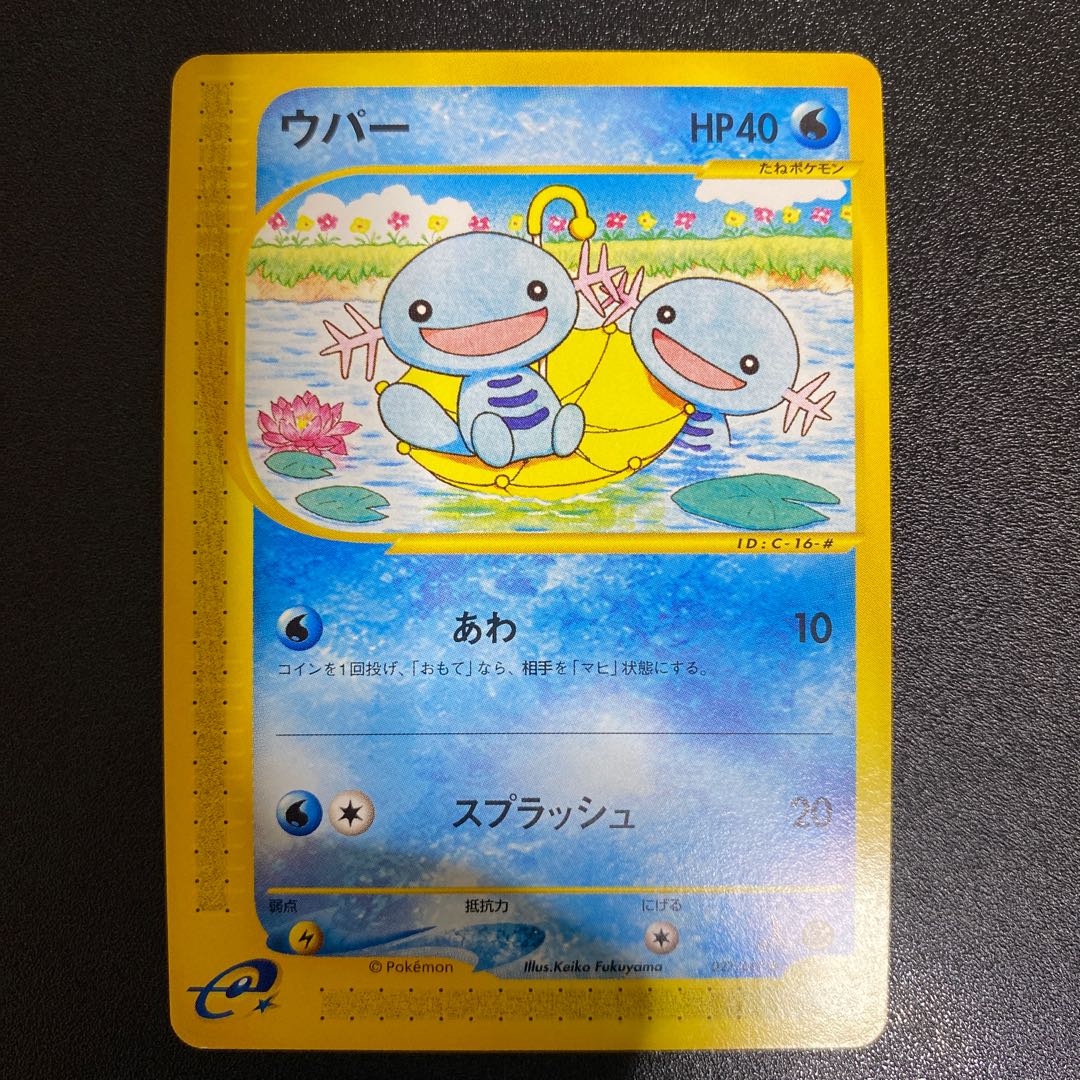 ウパー
HP40
たねポケモン
ID:C-16-#
あわ 10
コインを1回投げ、「おもて」なら、相手を「マヒ」状態にする。
スプラッシュ 20
弱点 抵抗力 にげる
© Pokémon Illus.Keiko Fukuyama
e